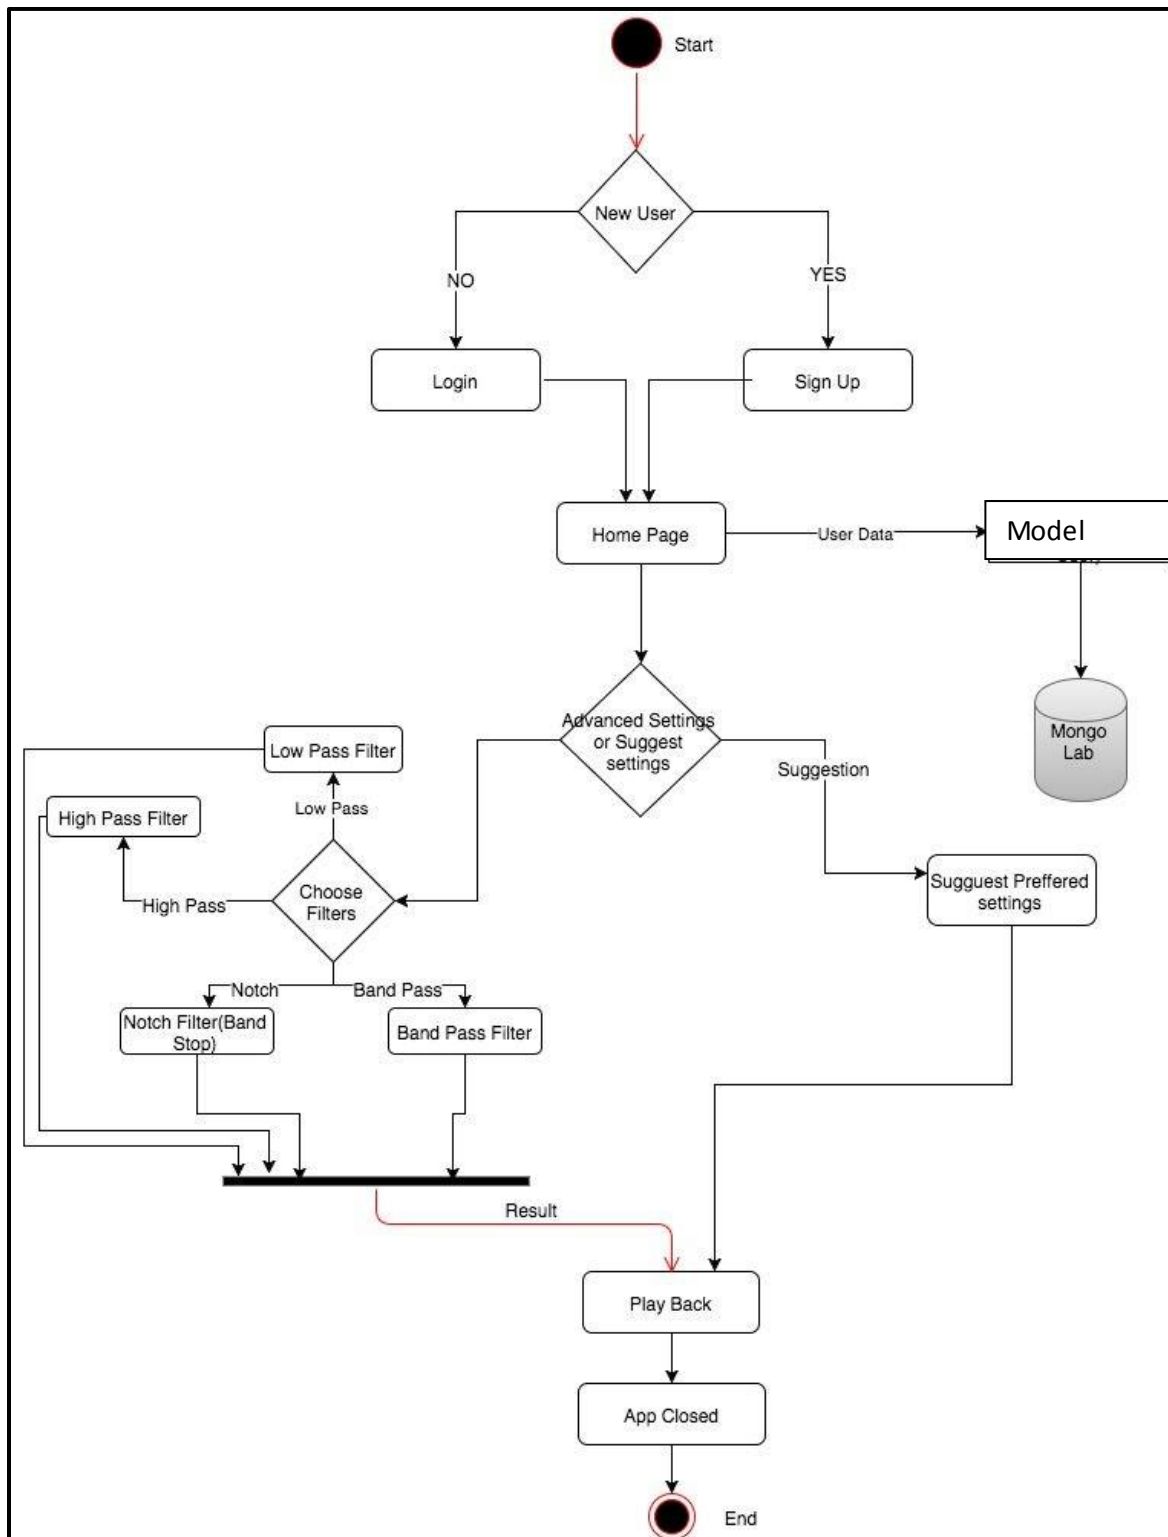 Start
New User
NO
YES
Login
Sign Up
Home Page
User Data
Model
Advanced Settings
or Suggest
settings
Mongo
Lab
Low Pass Filter
Suggestion
Low Pass
High Pass Filter
Choose
Filters
High Pass
Sugguest Preffered
settings
Notch
Band Pass
Notch Filter(Band
Stop)
Band Pass Filter
Result
Play Back
App Closed
End